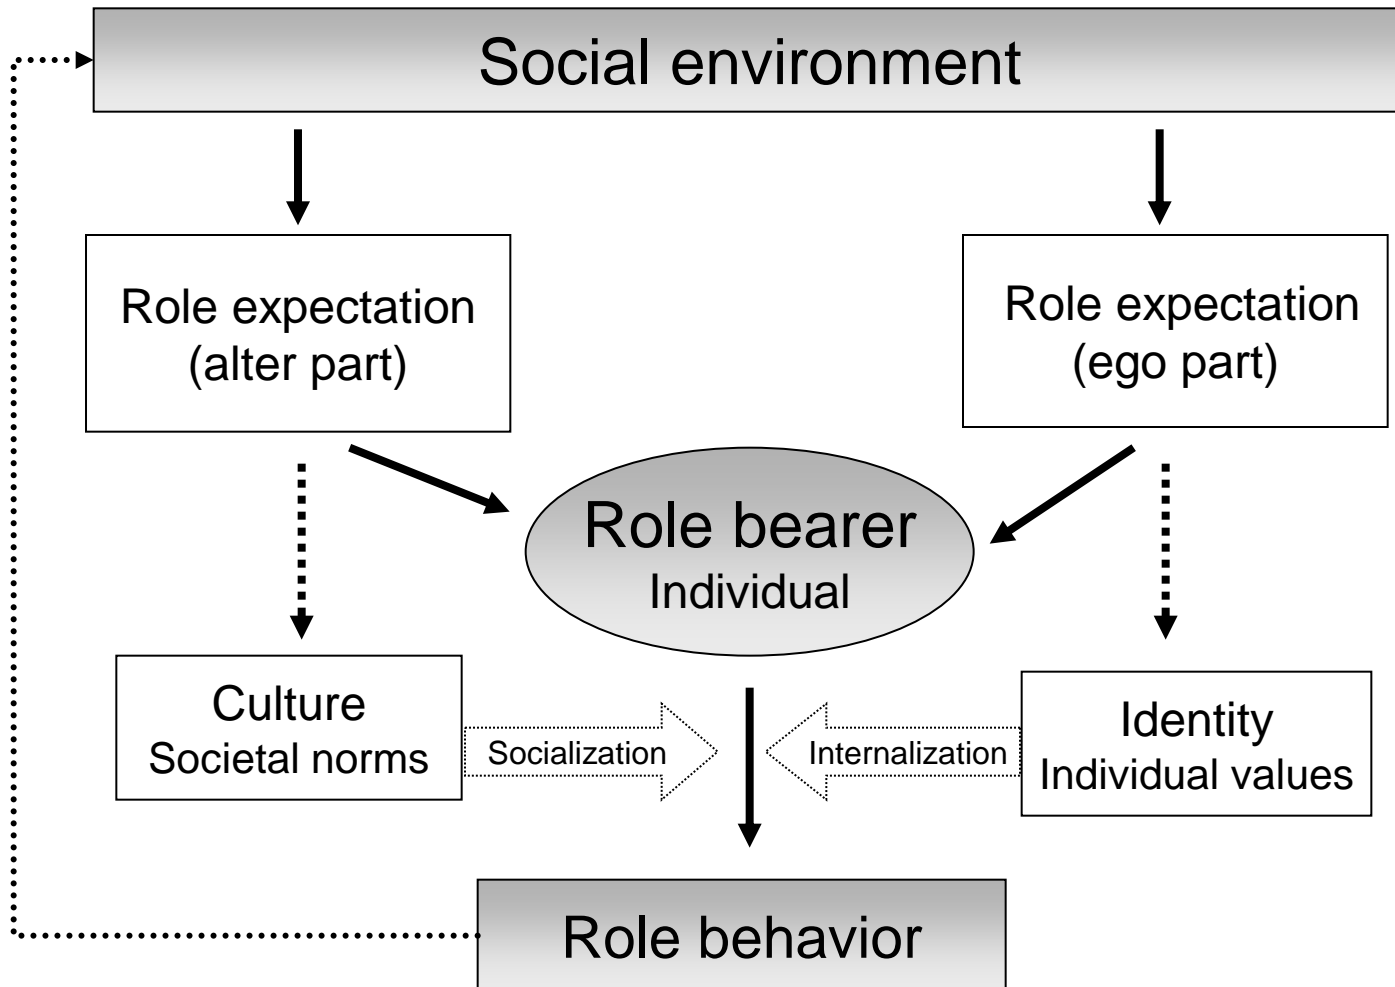 Social environment
Role expectation
(alter part)
Role expectation
(ego part)
Role bearer
Individual
Culture
Societal norms
Socialization
Internalization
Identity
Individual values
Role behavior